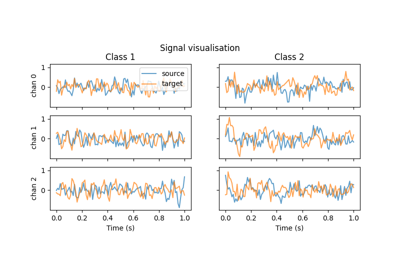 Signal visualisation
Class 1
Class 2
chan 0
1
0
source
target
chan 1
1
0
chan 2
1
0
0.0 0.2 0.4 0.6 0.8 1.0
0.0 0.2 0.4 0.6 0.8 1.0
Time (s)
Time (s)